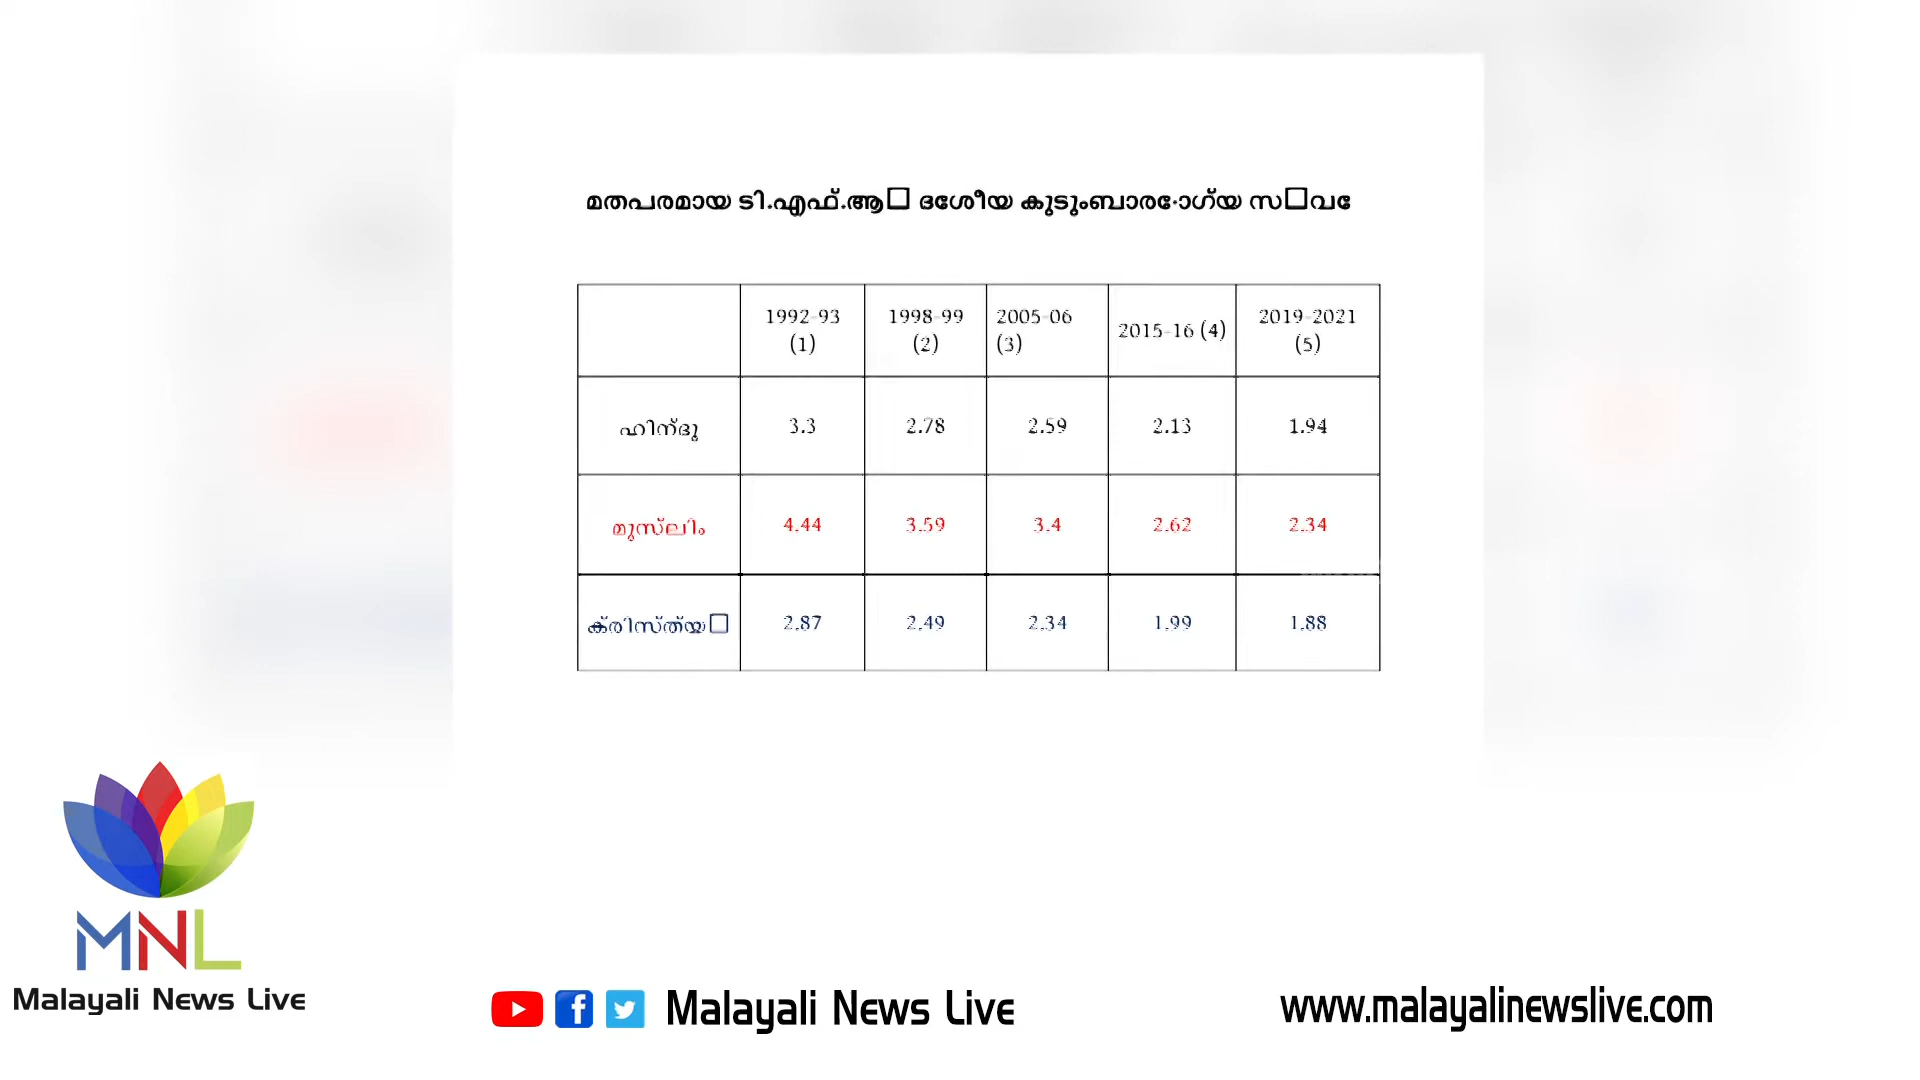 മതപരമായ ടി.എഫ്.ആ□ ദശേീയ കുടുംബാരോഗ്യ സ□വേ
1992-93 (1) 1998-99 (2) 2005-06 (3) 2015-16 (4) 2019-2021 (5)
ഹിന്ദു 3.3 2.78 2.59 2.13 1.94
മുസ്‌ലിം 4.44 3.59 3.4 2.62 2.34
ക്രിസ്ത്യ□ 2.87 2.49 2.34 1.99 1.88
MNL
Malayali News Live
Malayali News Live
www.malayalinewslive.com